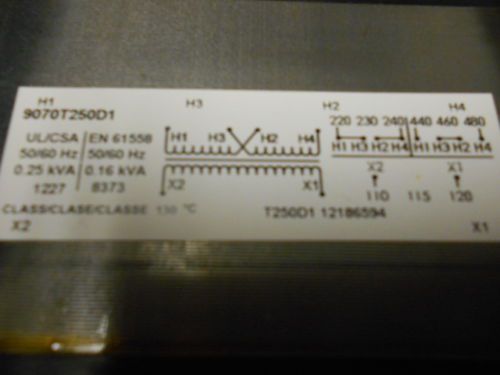 H1 H3 H2 H4
9070T250D1
220 230 240 440 460 480
UL/CSA EN 61558
H1 H3 H2 H4
H1 H3 H2 H4 H1 H3 H2 H4
50/60 Hz 50/60 Hz
0.25 kVA 0.16 kVA
X2 X1
X2 X1
1227 8373
110 115 120
CLASS/CLASE/CLASSE 130 °C
T250D1 12186594
X2 X1